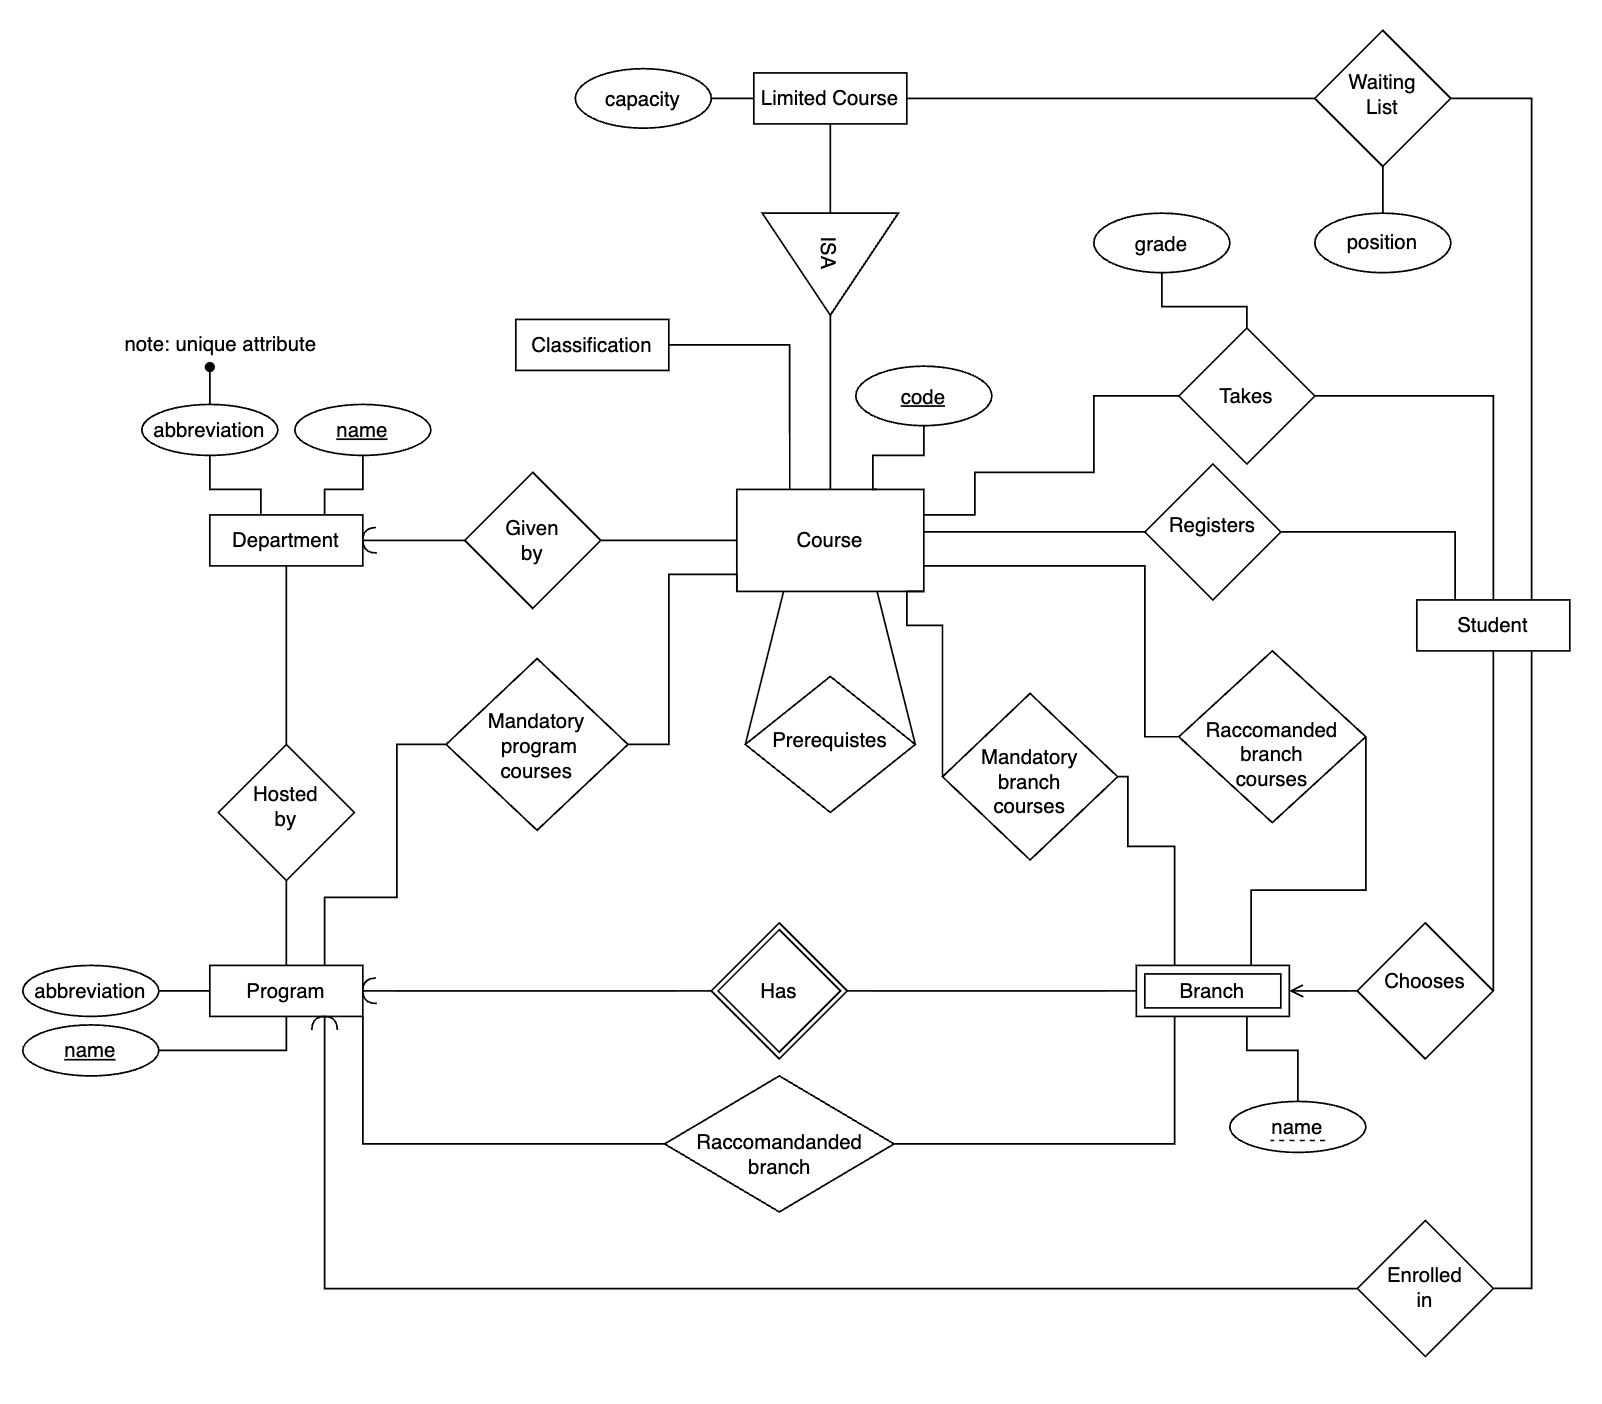 Waiting
List
capacity
Limited Course
grade
position
ISA
note: unique attribute
Classification
code
Takes
abbreviation
name
Given
by
Department
Course
Registers
Student
Mandatory
program
courses
Prerequistes
Raccomanded
branch
courses
Mandatory
branch
courses
Hosted
by
abbreviation
Program
Has
Branch
Chooses
name
name
Raccomandanded
branch
Enrolled
in